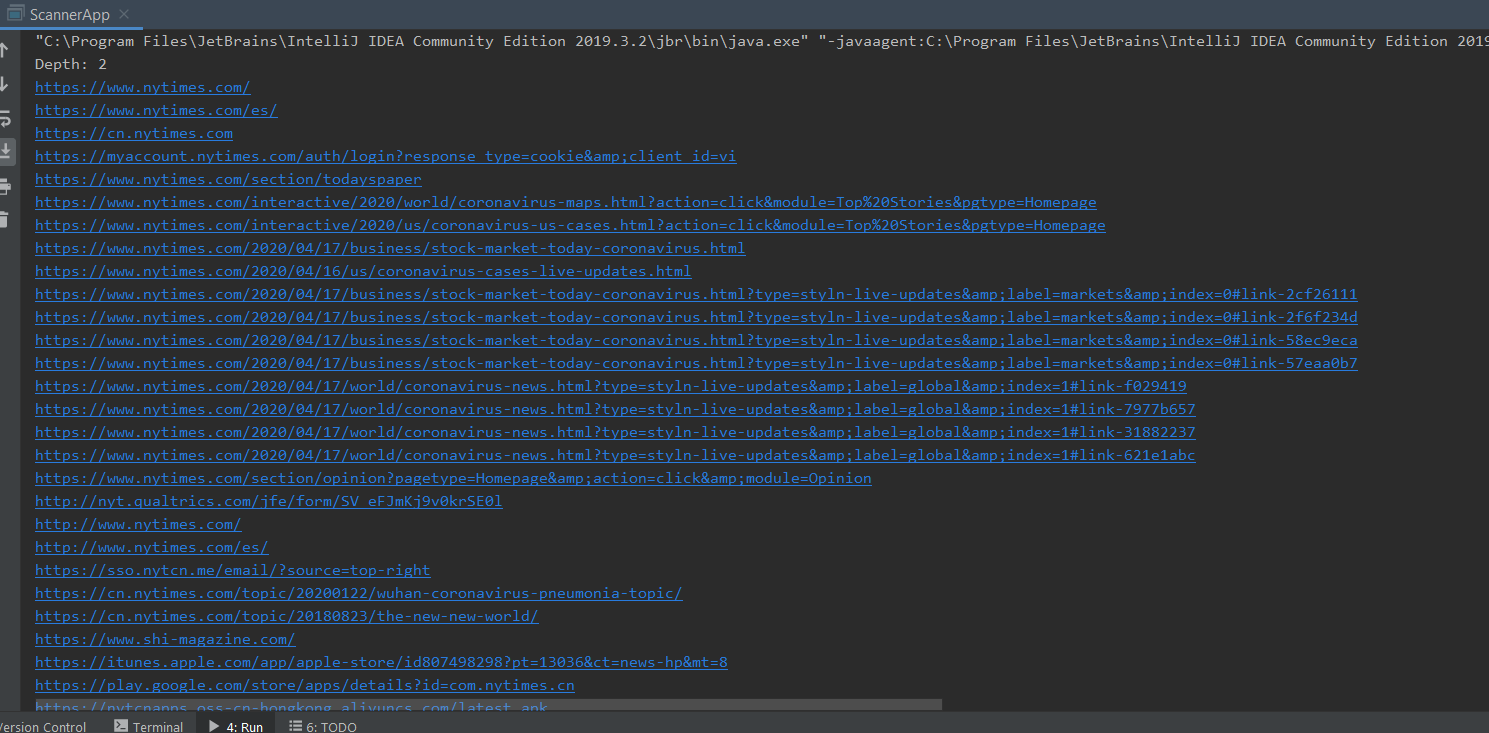 ScannerApp
"C:\Program Files\JetBrains\IntelliJ IDEA Community Edition 2019.3.2\jbr\bin\java.exe" "-javaagent:C:\Program Files\JetBrains\IntelliJ IDEA Community Edition 2019
Depth: 2
https://www.nytimes.com/
https://www.nytimes.com/es/
https://cn.nytimes.com
https://myaccount.nytimes.com/auth/login?response_type=cookie&amp;client_id=vi
https://www.nytimes.com/section/todayspaper
https://www.nytimes.com/interactive/2020/world/coronavirus-maps.html?action=click&module=Top%20Stories&pgtype=Homepage
https://www.nytimes.com/interactive/2020/us/coronavirus-us-cases.html?action=click&module=Top%20Stories&pgtype=Homepage
https://www.nytimes.com/2020/04/17/business/stock-market-today-coronavirus.html
https://www.nytimes.com/2020/04/16/us/coronavirus-cases-live-updates.html
https://www.nytimes.com/2020/04/17/business/stock-market-today-coronavirus.html?type=styln-live-updates&amp;label=markets&amp;index=0#link-2cf26111
https://www.nytimes.com/2020/04/17/business/stock-market-today-coronavirus.html?type=styln-live-updates&amp;label=markets&amp;index=0#link-2f6f234d
https://www.nytimes.com/2020/04/17/business/stock-market-today-coronavirus.html?type=styln-live-updates&amp;label=markets&amp;index=0#link-58ec9eca
https://www.nytimes.com/2020/04/17/business/stock-market-today-coronavirus.html?type=styln-live-updates&amp;label=markets&amp;index=0#link-57eaa0b7
https://www.nytimes.com/2020/04/17/world/coronavirus-news.html?type=styln-live-updates&amp;label=global&amp;index=1#link-f029419
https://www.nytimes.com/2020/04/17/world/coronavirus-news.html?type=styln-live-updates&amp;label=global&amp;index=1#link-7977b657
https://www.nytimes.com/2020/04/17/world/coronavirus-news.html?type=styln-live-updates&amp;label=global&amp;index=1#link-31882237
https://www.nytimes.com/2020/04/17/world/coronavirus-news.html?type=styln-live-updates&amp;label=global&amp;index=1#link-621e1abc
https://www.nytimes.com/section/opinion?pagetype=Homepage&amp;action=click&amp;module=Opinion
http://nyt.qualtrics.com/jfe/form/SV_eFJmKj9v0krSE0l
http://www.nytimes.com/
http://www.nytimes.com/es/
https://sso.nytcn.me/email/?source=top-right
https://cn.nytimes.com/topic/20200122/wuhan-coronavirus-pneumonia-topic/
https://cn.nytimes.com/topic/20180823/the-new-new-world/
https://www.shi-magazine.com/
https://itunes.apple.com/app/apple-store/id807498298?pt=13036&ct=news-hp&mt=8
https://play.google.com/store/apps/details?id=com.nytimes.cn
https://nytcnapps.oss-cn-hongkong.aliyuncs.com/latest.apk
Version Control Terminal 4: Run 6: TODO